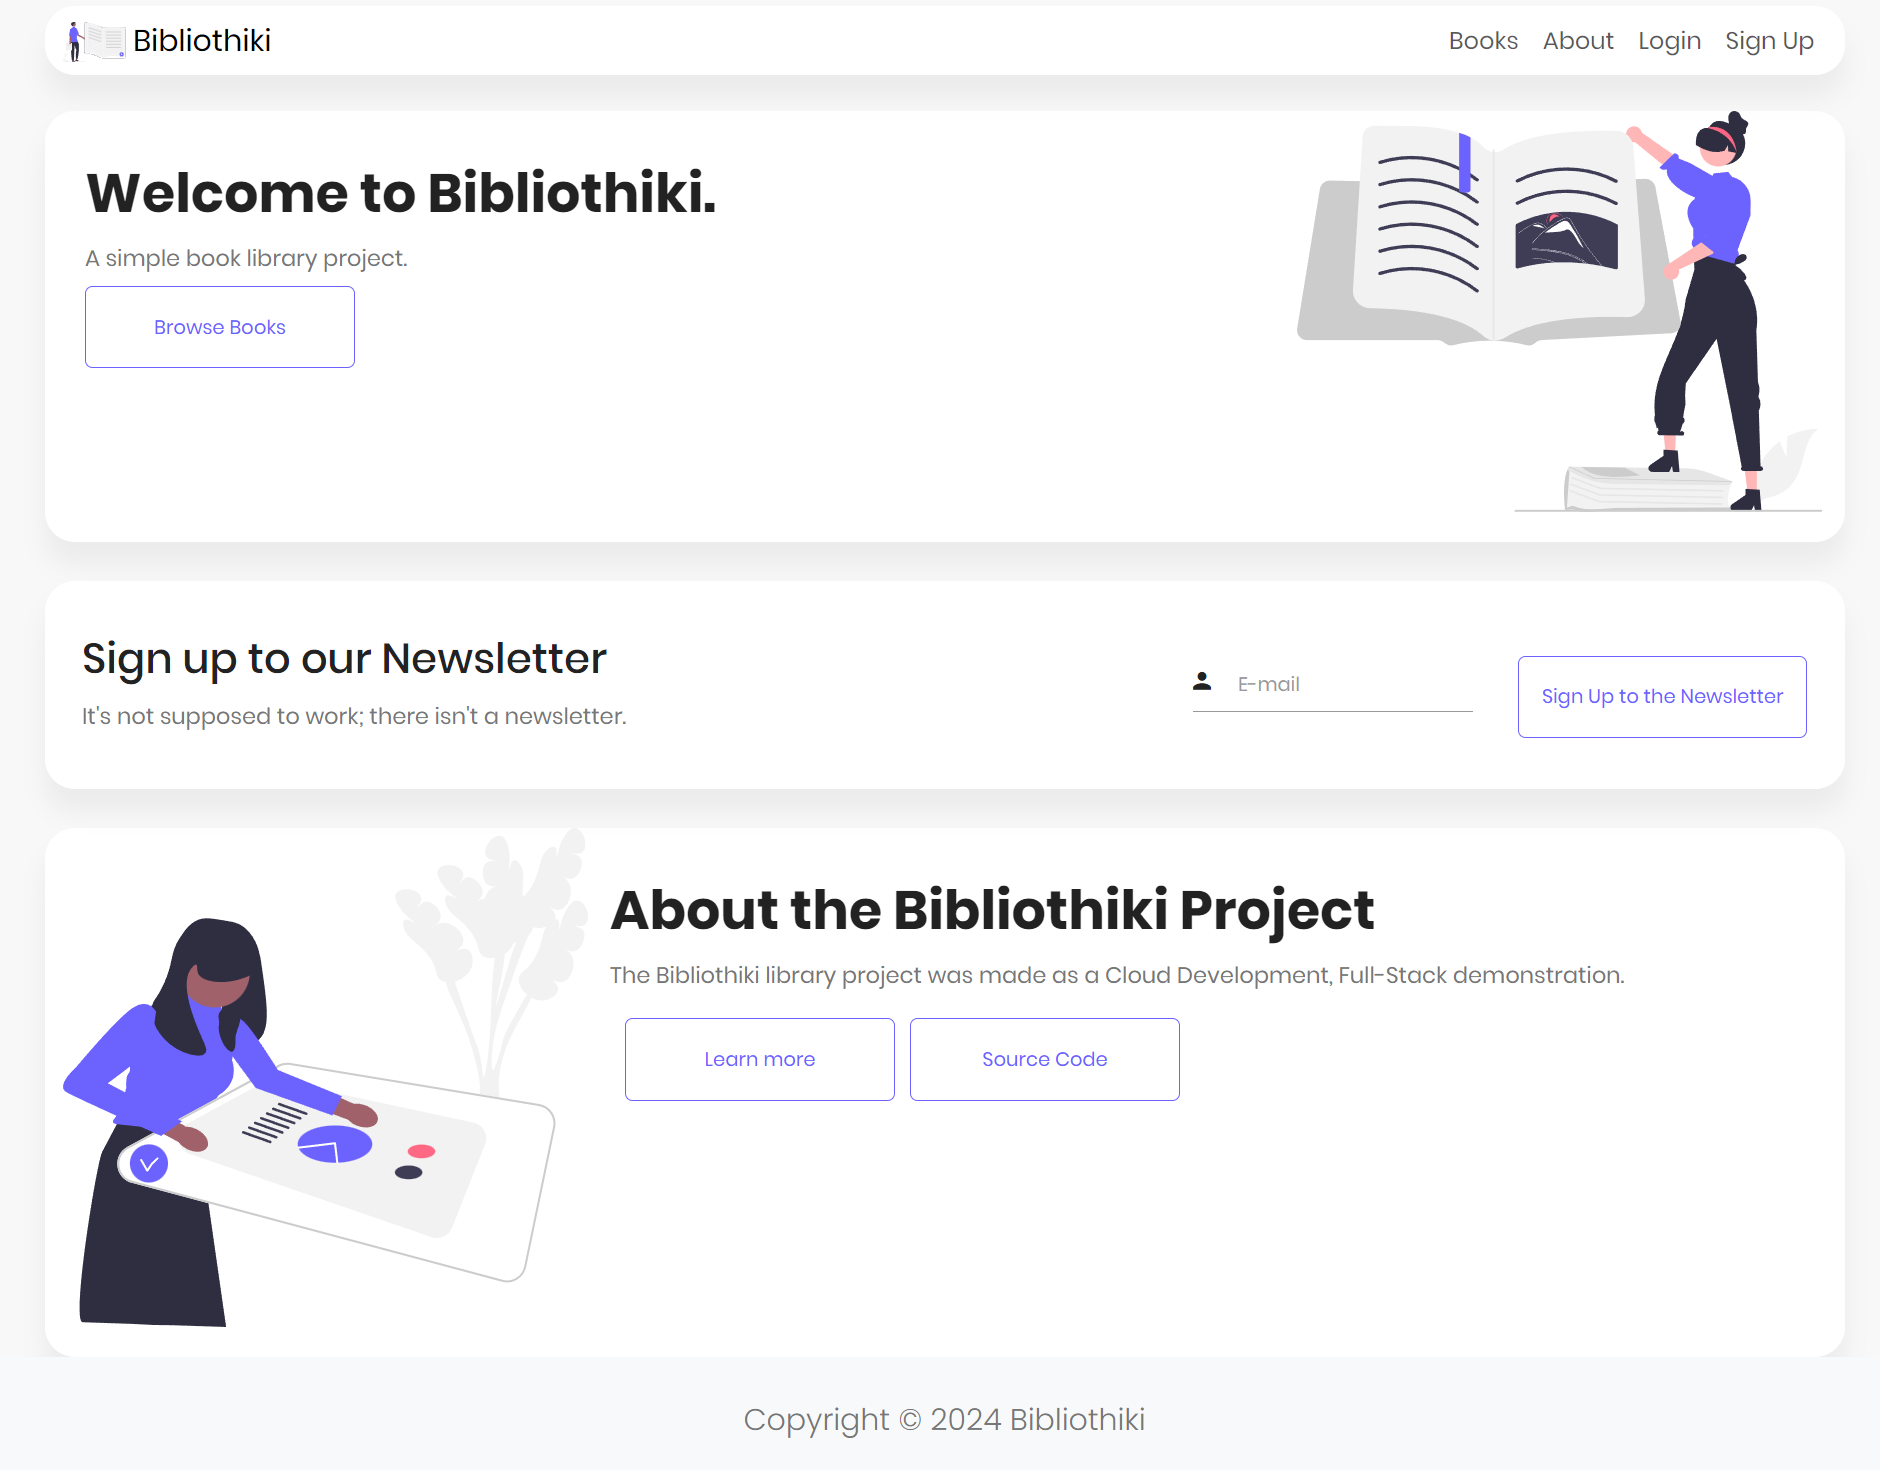 Bibliothiki
Books About Login Sign Up
Welcome to Bibliothiki.
A simple book library project.
Browse Books
Sign up to our Newsletter
It's not supposed to work; there isn't a newsletter.
E-mail
Sign Up to the Newsletter
About the Bibliothiki Project
The Bibliothiki library project was made as a Cloud Development, Full-Stack demonstration.
Learn more
Source Code
Copyright © 2024 Bibliothiki